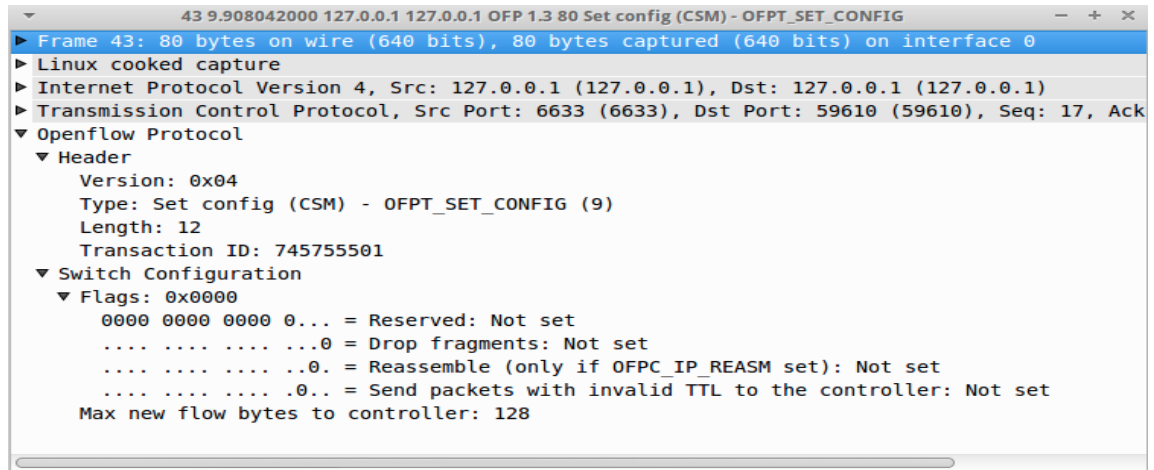 43 9.908042000 127.0.0.1 127.0.0.1 OFP 1.3 80 Set config (CSM) - OFPT_SET_CONFIG
Frame 43: 80 bytes on wire (640 bits), 80 bytes captured (640 bits) on interface 0
Linux cooked capture
Internet Protocol Version 4, Src: 127.0.0.1 (127.0.0.1), Dst: 127.0.0.1 (127.0.0.1)
Transmission Control Protocol, Src Port: 6633 (6633), Dst Port: 59610 (59610), Seq: 17, Ack
Openflow Protocol
Header
Version: 0x04
Type: Set config (CSM) - OFPT_SET_CONFIG (9)
Length: 12
Transaction ID: 745755501
Switch Configuration
Flags: 0x0000
0000 0000 0000 0... = Reserved: Not set
.... .... .... ...0 = Drop fragments: Not set
.... .... .... ..0. = Reassemble (only if OFPC_IP_REASM set): Not set
.... .... .... .0.. = Send packets with invalid TTL to the controller: Not set
Max new flow bytes to controller: 128